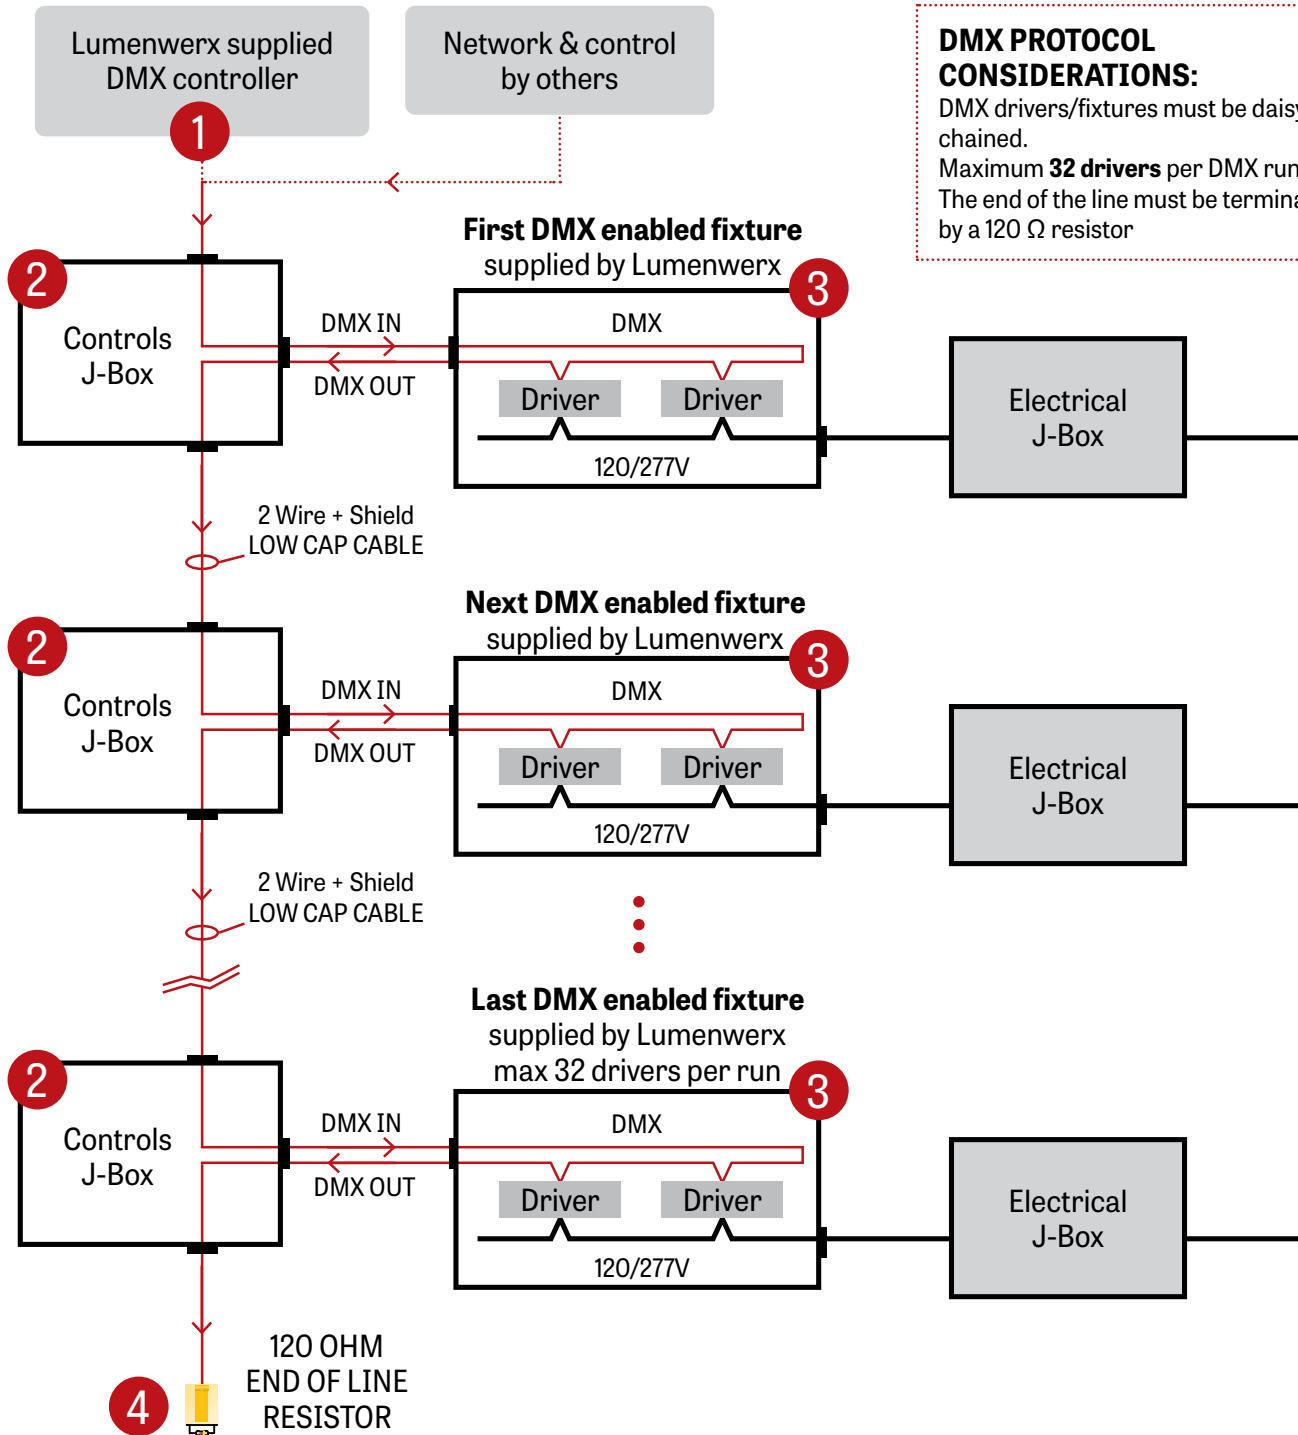 Lumenwerx supplied
DMX controller
1
Network & control
by others
DMX PROTOCOL
CONSIDERATIONS:
DMX drivers/fixtures must be daisy
chained.
Maximum 32 drivers per DMX run
The end of the line must be termina
by a 120 Ω resistor
First DMX enabled fixture
supplied by Lumenwerx
2
Controls
J-Box
DMX IN
DMX OUT
3
DMX
Driver
Driver
120/277V
Electrical
J-Box
2 Wire + Shield
LOW CAP CABLE
Next DMX enabled fixture
supplied by Lumenwerx
2
Controls
J-Box
DMX IN
DMX OUT
3
DMX
Driver
Driver
120/277V
Electrical
J-Box
2 Wire + Shield
LOW CAP CABLE
Last DMX enabled fixture
supplied by Lumenwerx
max 32 drivers per run
2
Controls
J-Box
DMX IN
DMX OUT
3
DMX
Driver
Driver
120/277V
Electrical
J-Box
4
120 OHM
END OF LINE
RESISTOR